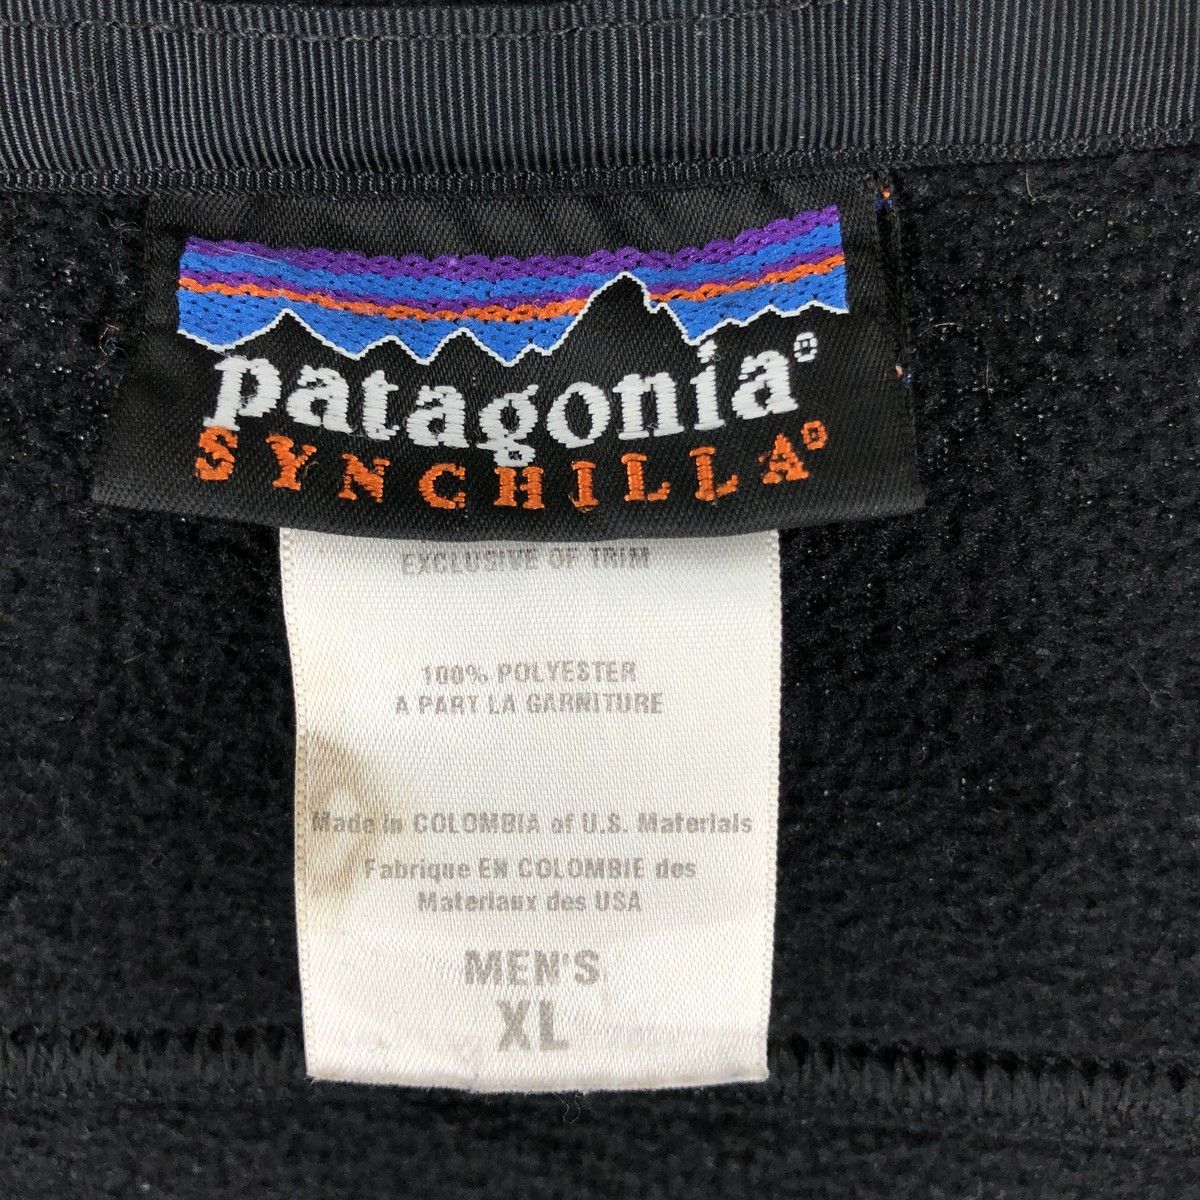 patagonia®
SYNCHILLA®
EXCLUSIVE OF TRIM
100% POLYESTER
A PART LA GARNITURE
Made in COLOMBIA of U.S. Materials
Fabrique EN COLOMBIE des
Materiaux des USA
MEN'S
XL